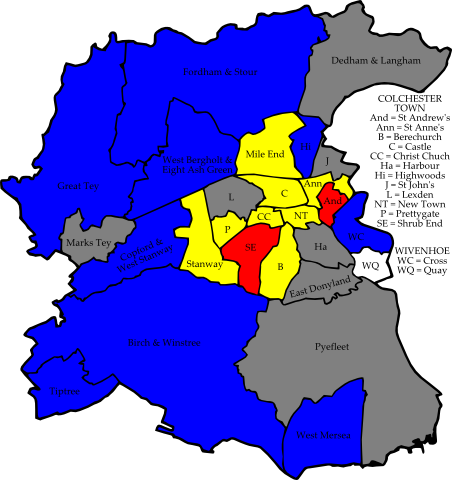 Dedham & Langham
Fordham & Stour
COLCHESTER
TOWN
And = St Andrew's
Ann = St Anne's
B = Berechurch
C = Castle
CC = Christ Chuch
Ha = Harbour
Hi = Highwoods
J = St John's
L = Lexden
NT = New Town
P = Prettygate
SE = Shrub End
WIVENHOE
WC = Cross
WQ = Quay
Hi
Mile End
J
West Bergholt &
Eight Ash Green
Great Tey
Ann
L
C
And
CC
NT
P
Marks Tey
Copford &
West Stanway
SE
Ha
Stanway
B
WQ
East Donyland
Birch & Winstree
Pyefleet
Tiptree
West Mersea